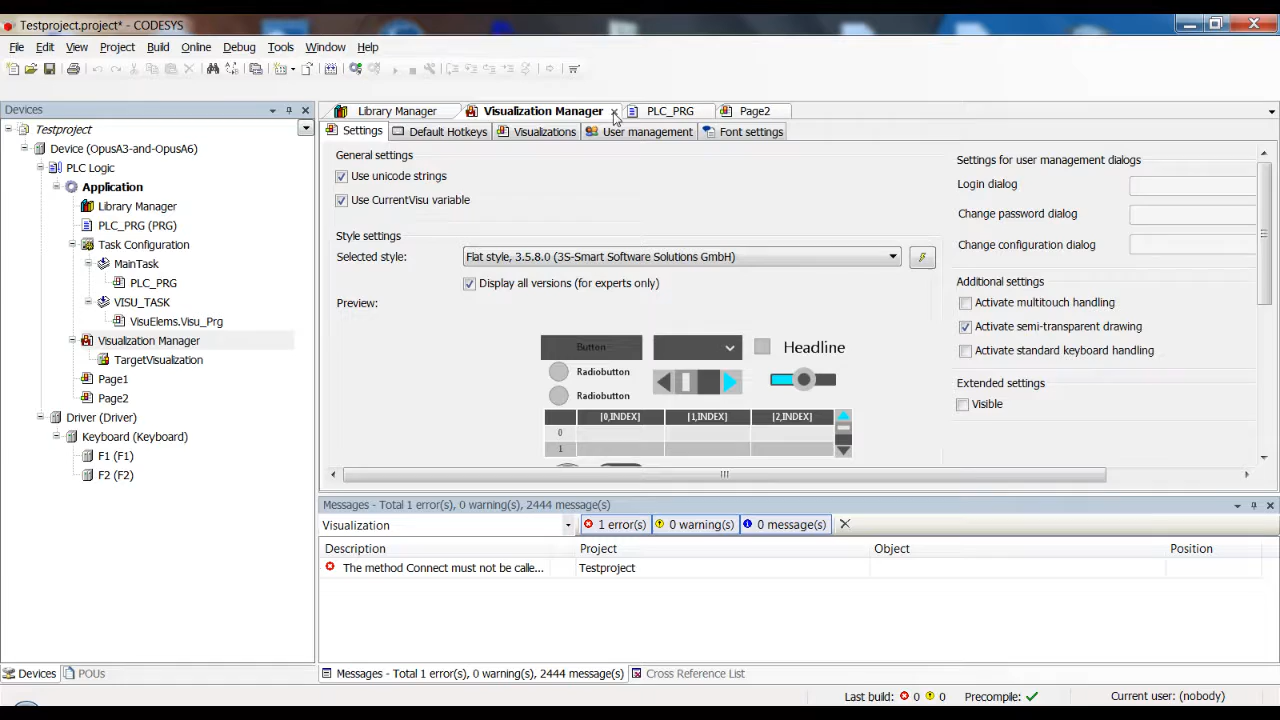 Testproject.project* - CODESYS
File Edit View Project Build Online Debug Tools Window Help
Devices
Library Manager Visualization Manager PLC_PRG Page2
Testproject
Device (OpusA3-and-OpusA6)
PLC Logic
Application
Library Manager
PLC_PRG (PRG)
Task Configuration
MainTask
PLC_PRG
VISU_TASK
VisuElems.Visu_Prg
Visualization Manager
TargetVisualization
Page1
Page2
Driver (Driver)
Keyboard (Keyboard)
F1 (F1)
F2 (F2)
Devices POUs
Settings Default Hotkeys Visualizations User management Font settings
General settings
Use unicode strings
Use CurrentVisu variable
Style settings
Selected style: Flat style, 3.5.8.0 (3S-Smart Software Solutions GmbH)
Display all versions (for experts only)
Preview:
Button Headline
Radiobutton
Radiobutton
[0,INDEX] [1,INDEX] [2,INDEX]
0
1
Settings for user management dialogs
Login dialog
Change password dialog
Change configuration dialog
Additional settings
Activate multitouch handling
Activate semi-transparent drawing
Activate standard keyboard handling
Extended settings
Visible
Messages - Total 1 error(s), 0 warning(s), 2444 message(s)
Visualization 1 error(s) 0 warning(s) 0 message(s)
Description Project Object Position
The method Connect must not be calle... Testproject
Messages - Total 1 error(s), 0 warning(s), 2444 message(s) Cross Reference List
Last build: 0 0 Precompile: Current user: (nobody)